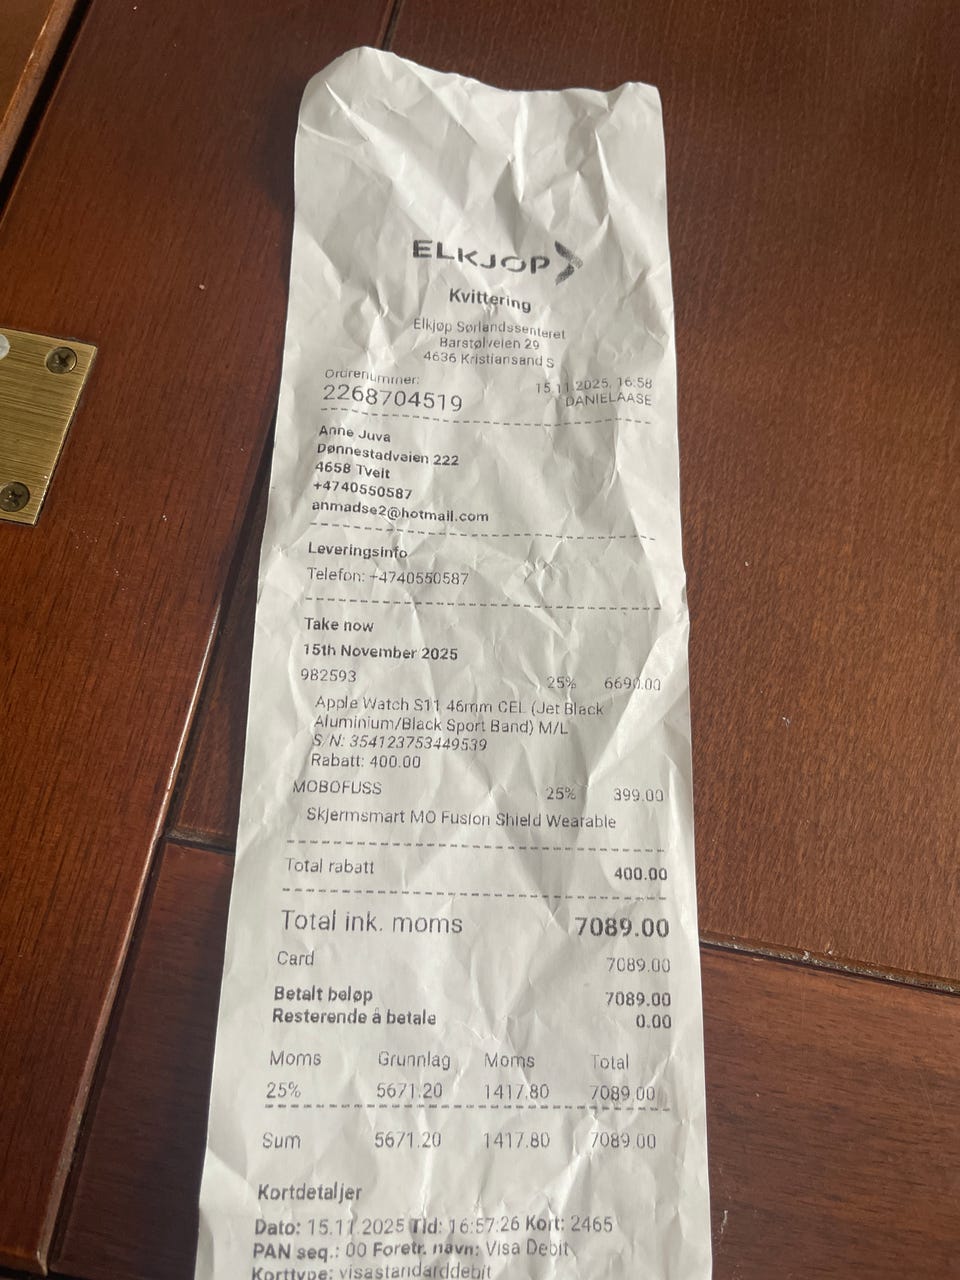 ELKJOP
Kvittering
Elkjøp Sørlandssenteret
Barstølveien 29
4636 Kristiansand S
Ordrenummer: 15.11.2025, 16:58
2268704519 DANIELAASE
Anne Juva
Dønnestadveien 222
4658 Tveit
+4740550587
anmadse2@hotmail.com
Leveringsinfo
Telefon: +4740550587
Take now
15th November 2025
982593 25% 6690.00
Apple Watch S11 46mm CEL (Jet Black
Aluminium/Black Sport Band) M/L
S/N: 354123753449539
Rabatt: 400.00
MOBOFUSS 25% 399.00
Skjermsmart MO Fusion Shield Wearable
Total rabatt 400.00
Total ink. moms 7089.00
Card 7089.00
Betalt beløp 7089.00
Resterende å betale 0.00
Moms Grunnlag Moms Total
25% 5671.20 1417.80 7089.00
Sum 5671.20 1417.80 7089.00
Kortdetaljer
Dato: 15.11.2025 Tid: 16:57:26 Kort: 2465
PAN seq.: 00 Foretr. navn: Visa Debit
Korttype: visastandarddebit